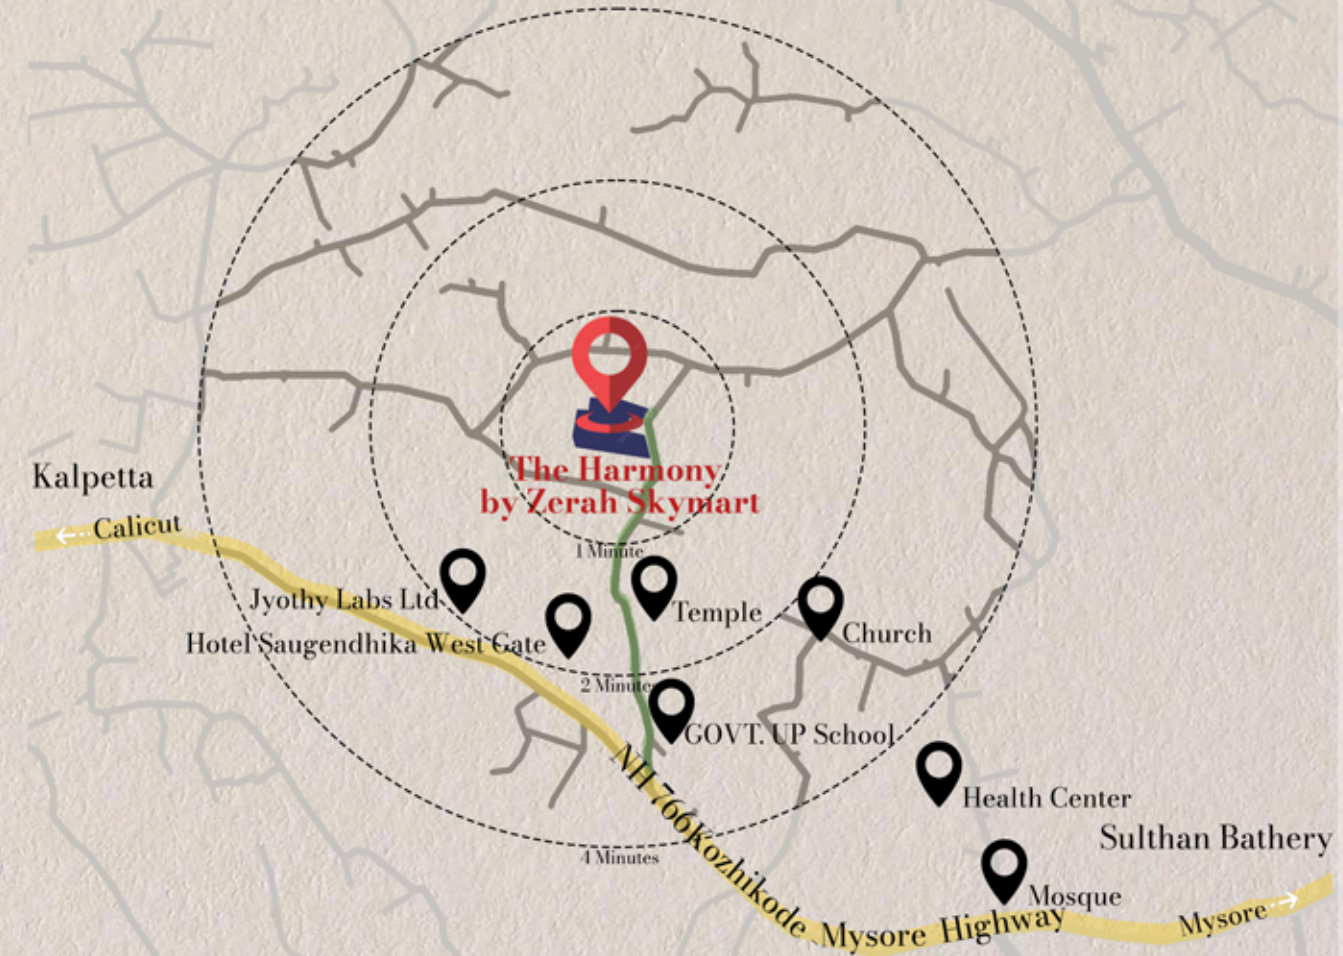 Kalpetta
Calicut
The Harmony
by Zerah Skymart
1 Minute
Jyothy Labs Ltd
Temple
Hotel Saugendhika West Gate
Church
2 Minutes
GOVT. UP School
NH 766 Kozhikode Mysore Highway
Health Center
Sulthan Bathery
4 Minutes
Mosque
Mysore